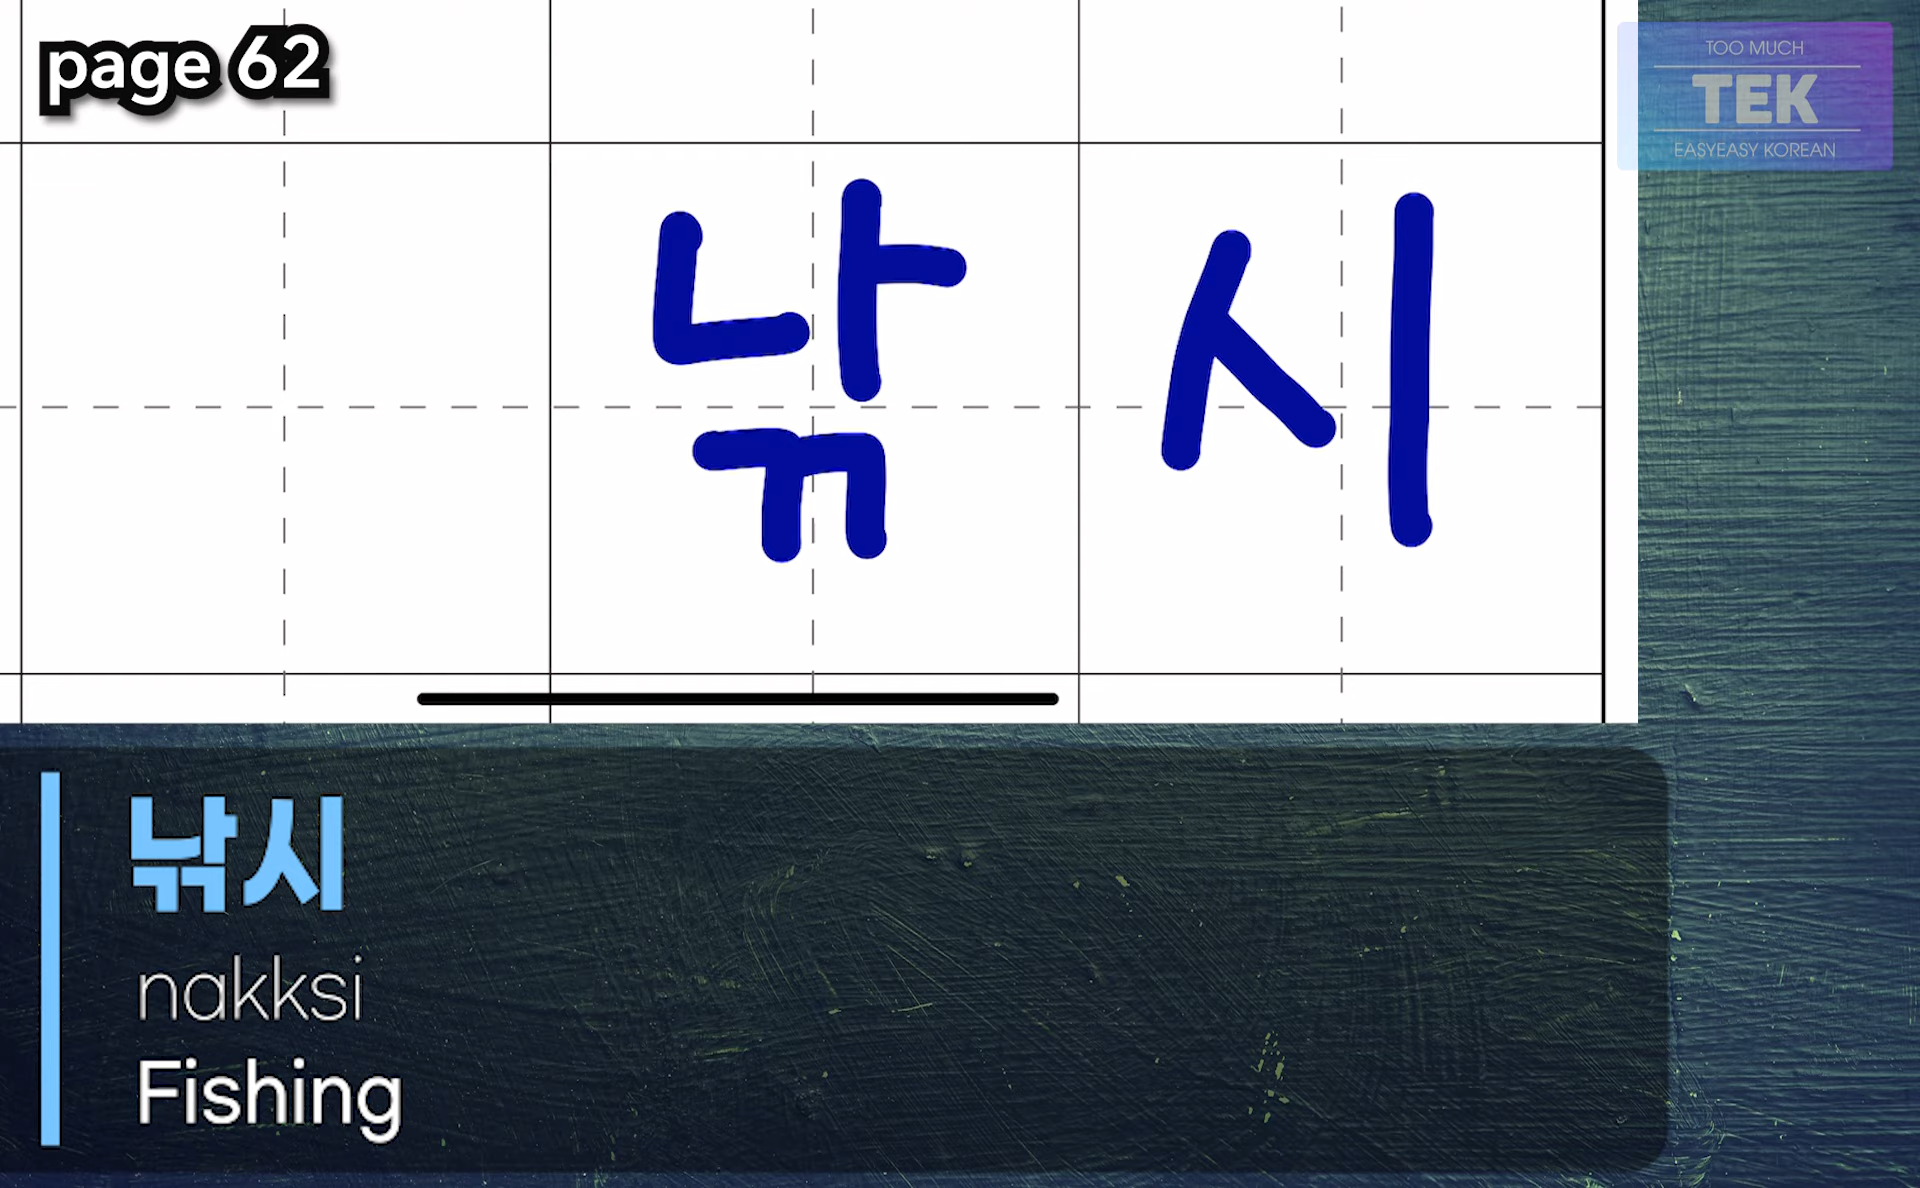 page 62
TOO MUCH
TEK
EASYEASY KOREAN
낚시
낚시
nakksi
Fishing